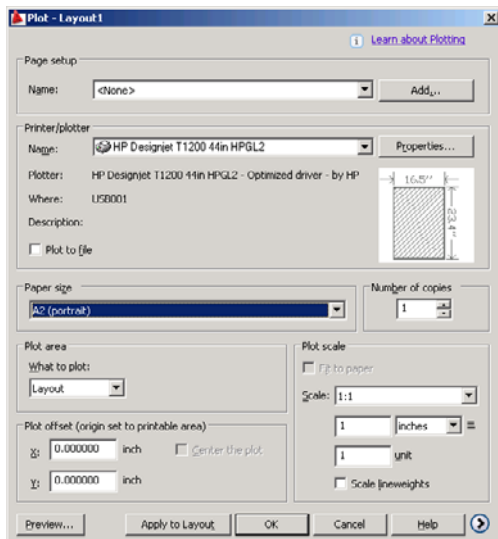 Plot - Layout1
Learn about Plotting
Page setup
Name: <None> Add...
Printer/plotter
Name: HP Designjet T1200 44in HPGL2 Properties...
Plotter: HP Designjet T1200 44in HPGL2 - Optimized driver - by HP
Where: USB001
Description:
Plot to file
16.5"
23.4"
Paper size
A2 (portrait)
Number of copies
1
Plot area
What to plot:
Layout
Plot scale
Fit to paper
Scale: 1:1
1 inches =
1 unit
Scale lineweights
Plot offset (origin set to printable area)
X: 0.000000 inch Center the plot
Y: 0.000000 inch
Preview... Apply to Layout OK Cancel Help